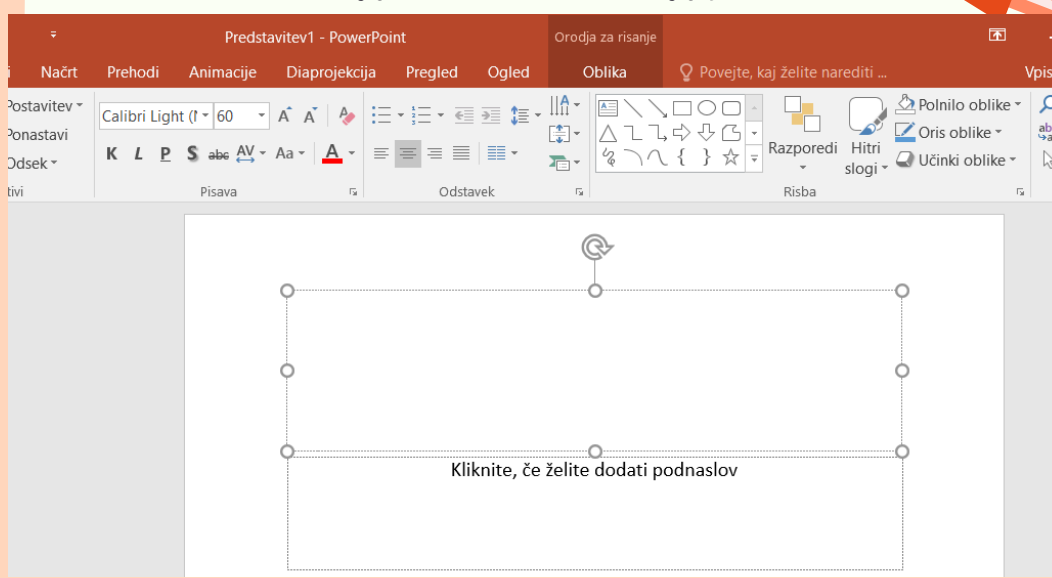 Predstavitev1 - PowerPoint
Orodja za risanje
Načrt Prehodi Animacije Diaprojekcija Pregled Ogled Oblika Povejte, kaj želite narediti ...
Postavitev
Ponastavi
Odsek
Calibri Light 60
K L P S abc AV Aa A
Razporedi
Hitri
slogi
Polnilo oblike
Oris oblike
Učinki oblike
Pisava Odstavek Risba
Kliknite, če želite dodati podnaslov